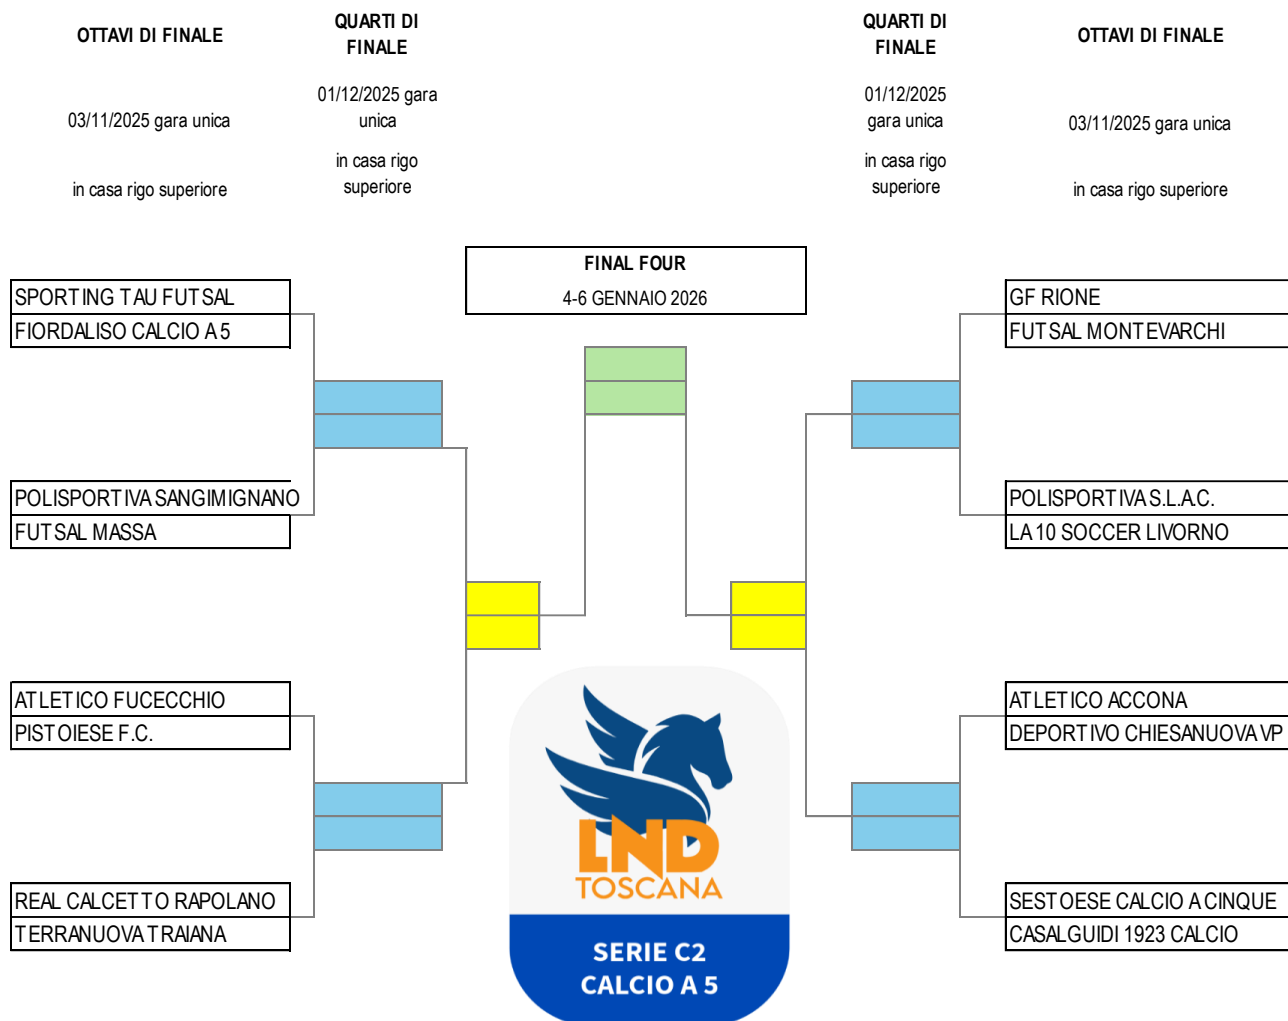 OTTAVI DI FINALE
03/11/2025 gara unica
in casa rigo superiore
QUARTI DI
FINALE
01/12/2025 gara
unica
in casa rigo
superiore
QUARTI DI
FINALE
01/12/2025
gara unica
in casa rigo
superiore
OTTAVI DI FINALE
03/11/2025 gara unica
in casa rigo superiore
FINAL FOUR
4-6 GENNAIO 2026
SPORTING TAU FUTSAL
FIORDALISO CALCIO A 5
POLISPORTIVA SANGIMIGNANO
FUTSAL MASSA
ATLETICO FUCECCHIO
PISTOIESE F.C.
REAL CALCETTO RAPOLANO
TERRANUOVA TRAIANA
GF RIONE
FUTSAL MONTEVARCHI
POLISPORTIVA S.L.A.C.
LA 10 SOCCER LIVORNO
ATLETICO ACCONA
DEPORTIVO CHIESANUOVA VP
SESTOESE CALCIO A CINQUE
CASALGUIDI 1923 CALCIO
LND
TOSCANA
SERIE C2
CALCIO A 5